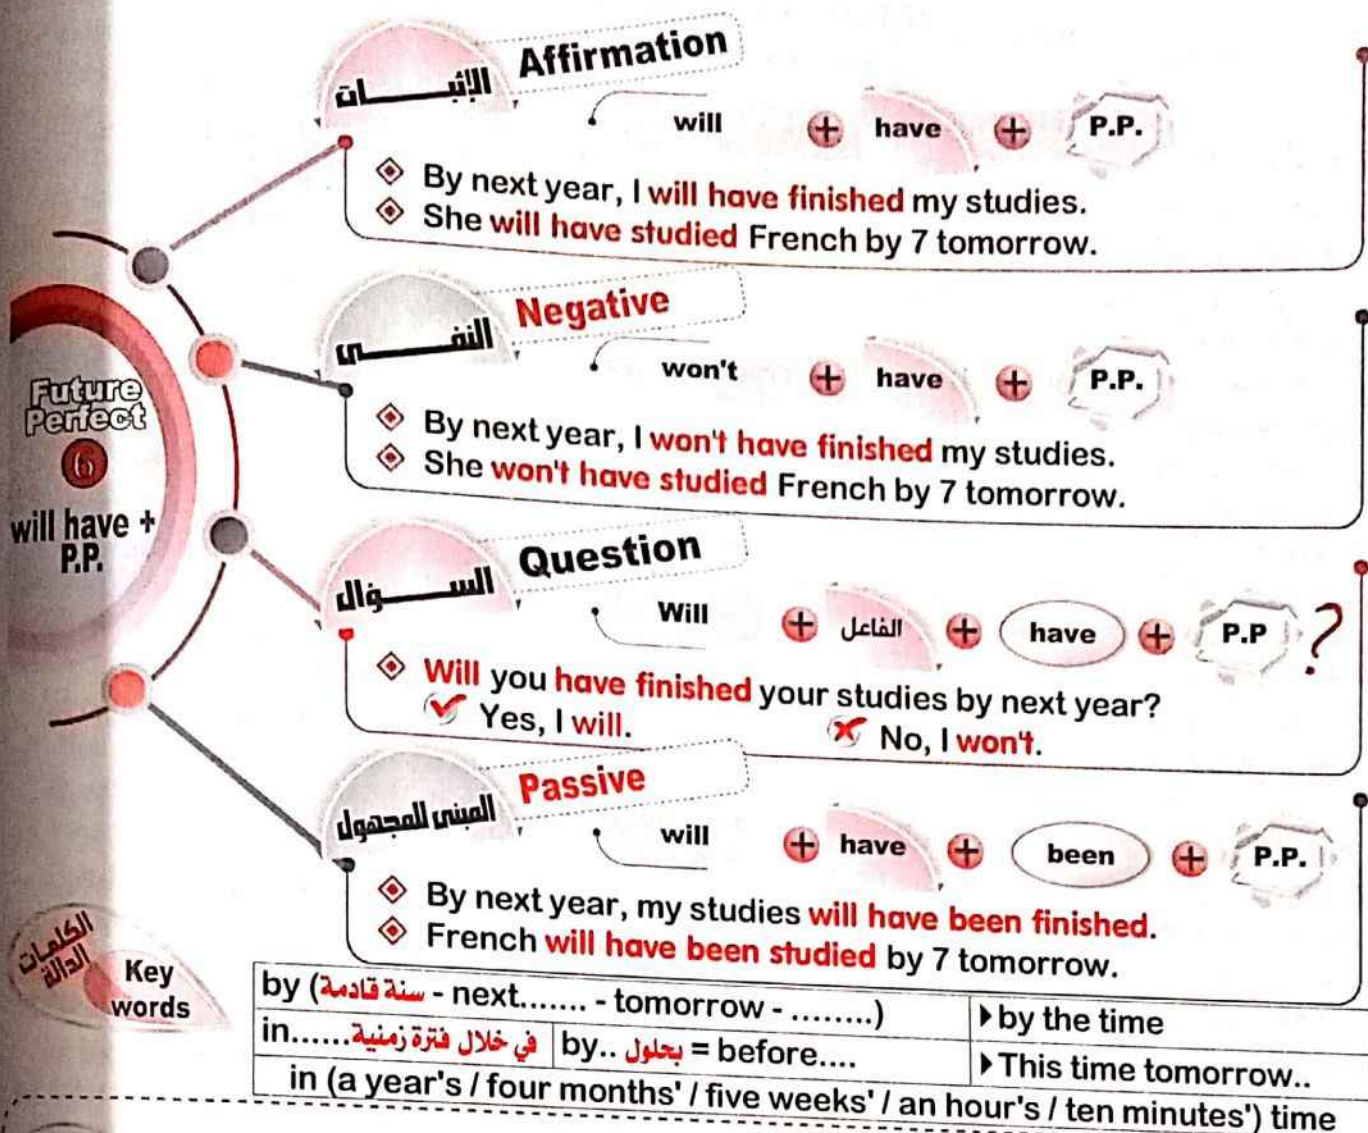 الإثبات Affirmation
will + have + P.P.
By next year, I will have finished my studies.
She will have studied French by 7 tomorrow.
النفى Negative
won't + have + P.P.
By next year, I won't have finished my studies.
She won't have studied French by 7 tomorrow.
Future
Perfect
6
will have +
P.P.
السؤال Question
Will + الفاعل + have + P.P ?
Will you have finished your studies by next year?
Yes, I will. No, I won't.
المبنى للمجهول Passive
will + have + been + P.P.
By next year, my studies will have been finished.
French will have been studied by 7 tomorrow.
الكلمات
الدالة
Key
words
by (سنة قادمة - next....... - tomorrow - ........) by the time
in......في خلال فترة زمنية by.. بحلول = before.... This time tomorrow..
in (a year's / four months' / five weeks' / an hour's / ten minutes') time